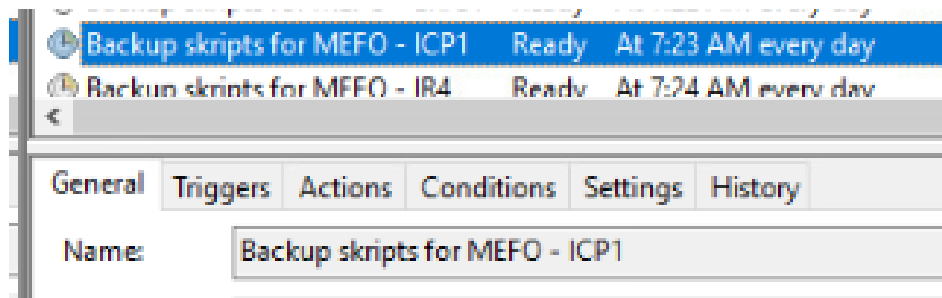 Backup skripts for MEFO - ICP1 Ready At 7:23 AM every day
Backup skripts for MEFO - IR4 Ready At 7:24 AM every day
General Triggers Actions Conditions Settings History
Name: Backup skripts for MEFO - ICP1